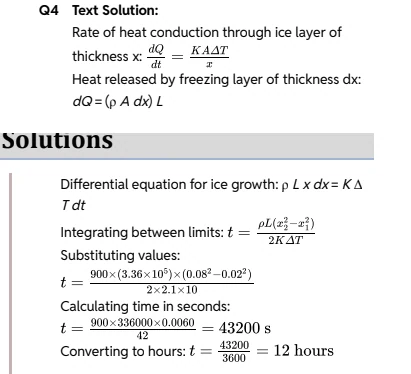 Q4 Text Solution:
Rate of heat conduction through ice layer of
thickness x: dQ/dt = KAΔT/x
Heat released by freezing layer of thickness dx:
dQ = (ρ A dx) L
Solutions
Differential equation for ice growth: ρ L x dx = K Δ
T dt
Integrating between limits: t = ρL(x₂²−x₁²)/2KΔT
Substituting values:
t = 900×(3.36×10⁵)×(0.08²−0.02²)/2×2.1×10
Calculating time in seconds:
t = 900×336000×0.0060/42 = 43200 s
Converting to hours: t = 43200/3600 = 12 hours